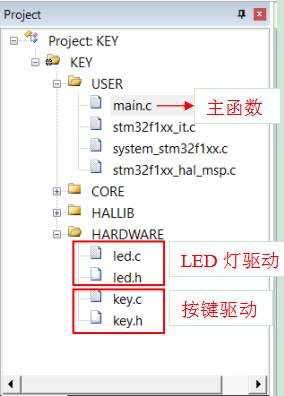 Project
Project: KEY
KEY
USER
main.c
主函数
stm32f1xx_it.c
system_stm32f1xx.c
stm32f1xx_hal_msp.c
CORE
HALLIB
HARDWARE
led.c
led.h
LED 灯驱动
key.c
key.h
按键驱动